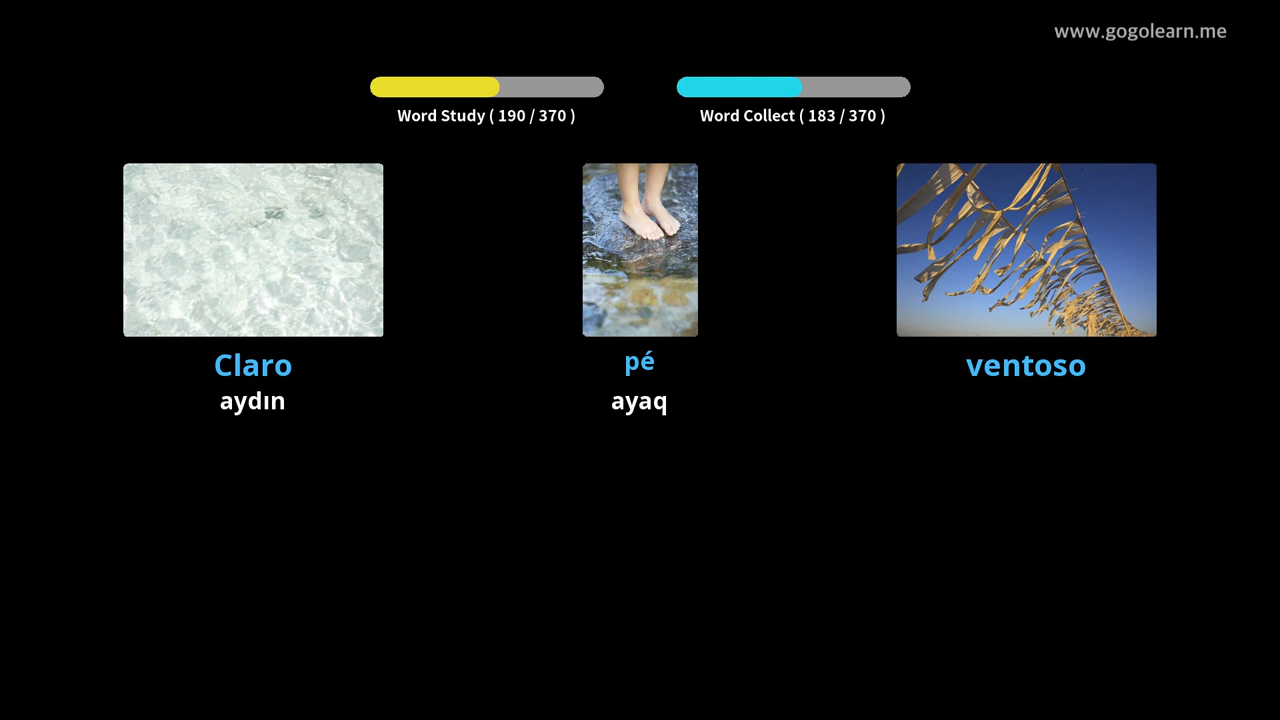 www.gogolearn.me
Word Study ( 190 / 370 )
Word Collect ( 183 / 370 )
Claro
pé
ventoso
aydın
ayaq